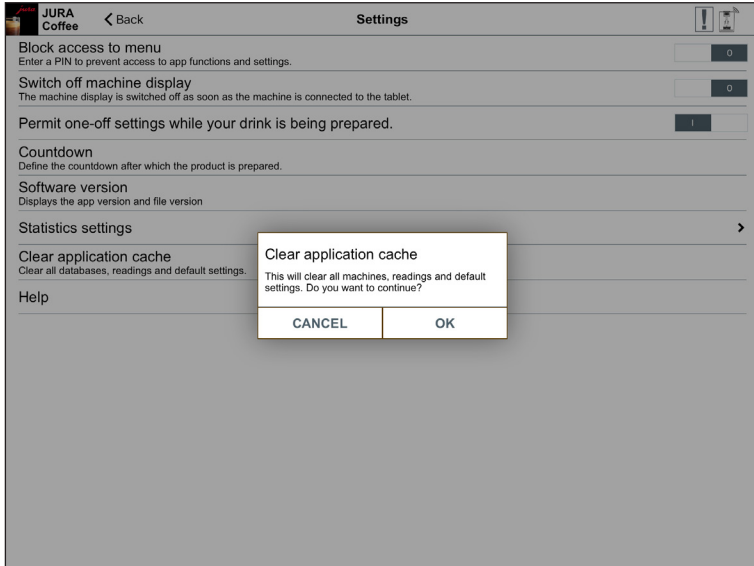 jura
JURA
Coffee
Back
Settings
Block access to menu
Enter a PIN to prevent access to app functions and settings.
O
Switch off machine display
The machine display is switched off as soon as the machine is connected to the tablet.
O
Permit one-off settings while your drink is being prepared.
I
Countdown
Define the countdown after which the product is prepared.
Software version
Displays the app version and file version
Statistics settings
Clear application cache
Clear all databases, readings and default settings.
Help
Clear application cache
This will clear all machines, readings and default
settings. Do you want to continue?
CANCEL
OK